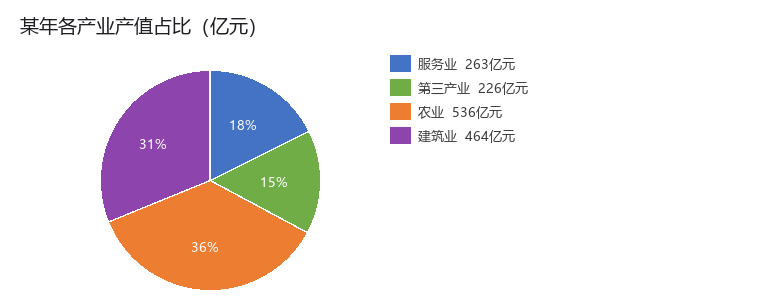 某年各产业产值占比（亿元）
服务业 263亿元
第三产业 226亿元
农业 536亿元
建筑业 464亿元
18%
31%
15%
36%